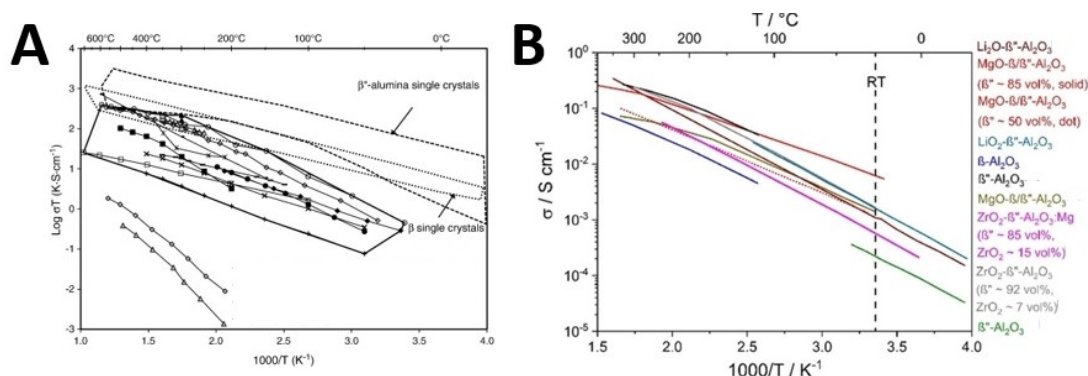 A
600°C
400°C
200°C
100°C
0°C
4
3
2
1
0
-1
-2
-3
Log σT (K·S·cm⁻¹)
β"-alumina single crystals
β single crystals
1.0
1.5
2.0
2.5
3.0
3.5
4.0
1000/T (K⁻¹)
B
T / °C
300
200
100
0
RT
10⁰
10⁻¹
10⁻²
10⁻³
10⁻⁴
10⁻⁵
σ / S cm⁻¹
1.5
2.0
2.5
3.0
3.5
4.0
1000/T / K⁻¹
Li₂O-ß"-Al₂O₃
MgO-ß/ß"-Al₂O₃
(ß" ~ 85 vol%, solid)
MgO-ß/ß"-Al₂O₃
(ß" ~ 50 vol%, dot)
LiO₂-ß"-Al₂O₃
ß-Al₂O₃
ß"-Al₂O₃
MgO-ß/ß"-Al₂O₃
ZrO₂-ß"-Al₂O₃:Mg
(ß" ~ 85 vol%,
ZrO₂ ~ 15 vol%)
ZrO₂-ß"-Al₂O₃
(ß" ~ 92 vol%,
ZrO₂ ~ 7 vol%)
ß"-Al₂O₃